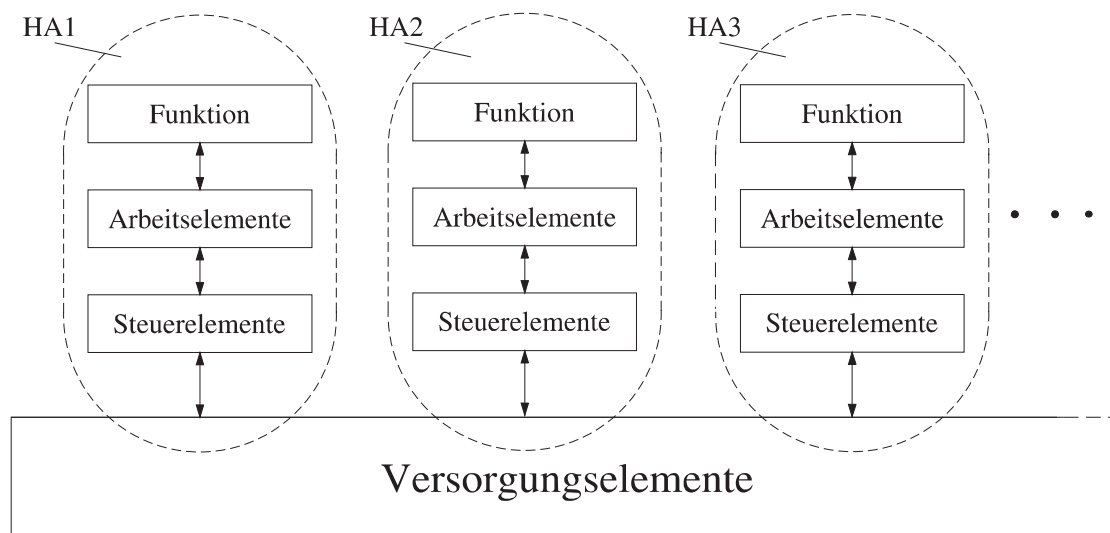 HA1
HA2
HA3
Funktion
Funktion
Funktion
Arbeitselemente
Arbeitselemente
Arbeitselemente
Steuerelemente
Steuerelemente
Steuerelemente
Versorgungselemente